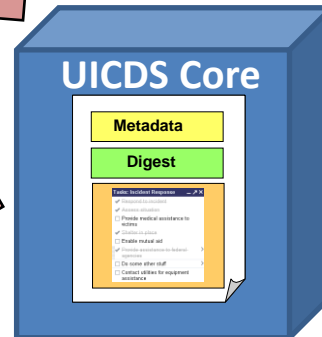 UICDS Core
Metadata
Digest
Tasks: Incident Response
Respond to incident
Assess situation
Provide medical assistance to
victims
Shelter in place
Enable mutual aid
Provide assistance to federal
agencies
Do some other stuff
Contact utilities for equipment
assistance